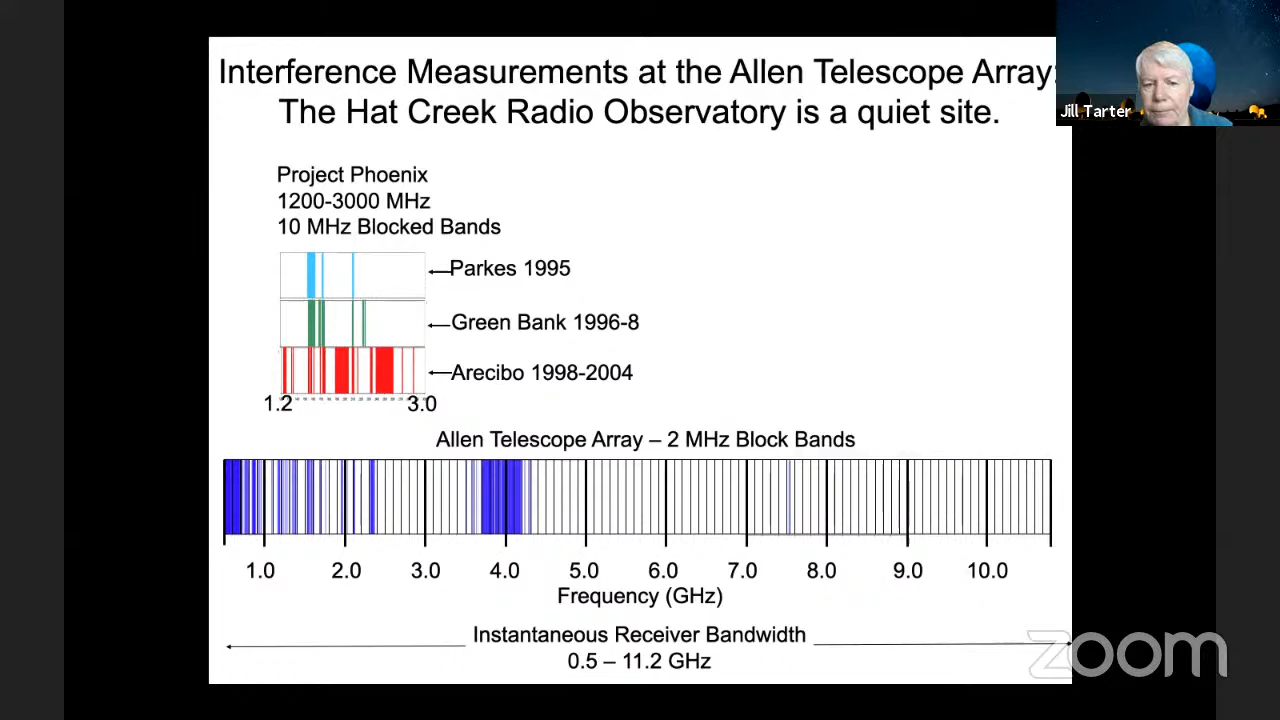 Interference Measurements at the Allen Telescope Array:
The Hat Creek Radio Observatory is a quiet site.
Jill Tarter
Project Phoenix
1200-3000 MHz
10 MHz Blocked Bands
Parkes 1995
Green Bank 1996-8
Arecibo 1998-2004
1.2 3.0
Allen Telescope Array – 2 MHz Block Bands
1.0 2.0 3.0 4.0 5.0 6.0 7.0 8.0 9.0 10.0
Frequency (GHz)
Instantaneous Receiver Bandwidth
0.5 – 11.2 GHz
zoom